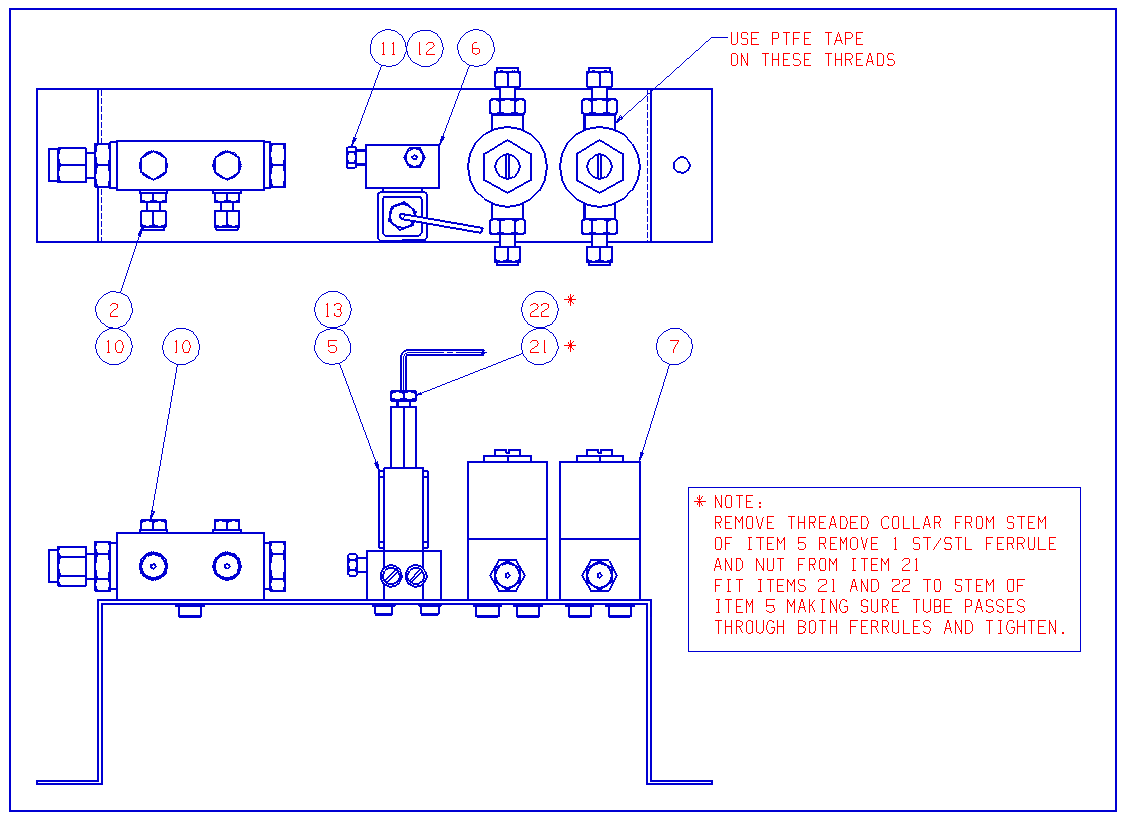 11 12 6
USE PTFE TAPE
ON THESE THREADS
2 13 22 *
10 10 5 21 * 7
* NOTE:
REMOVE THREADED COLLAR FROM STEM
OF ITEM 5 REMOVE 1 ST/STL FERRULE
AND NUT FROM ITEM 21
FIT ITEMS 21 AND 22 TO STEM OF
ITEM 5 MAKING SURE TUBE PASSES
THROUGH BOTH FERRULES AND TIGHTEN.